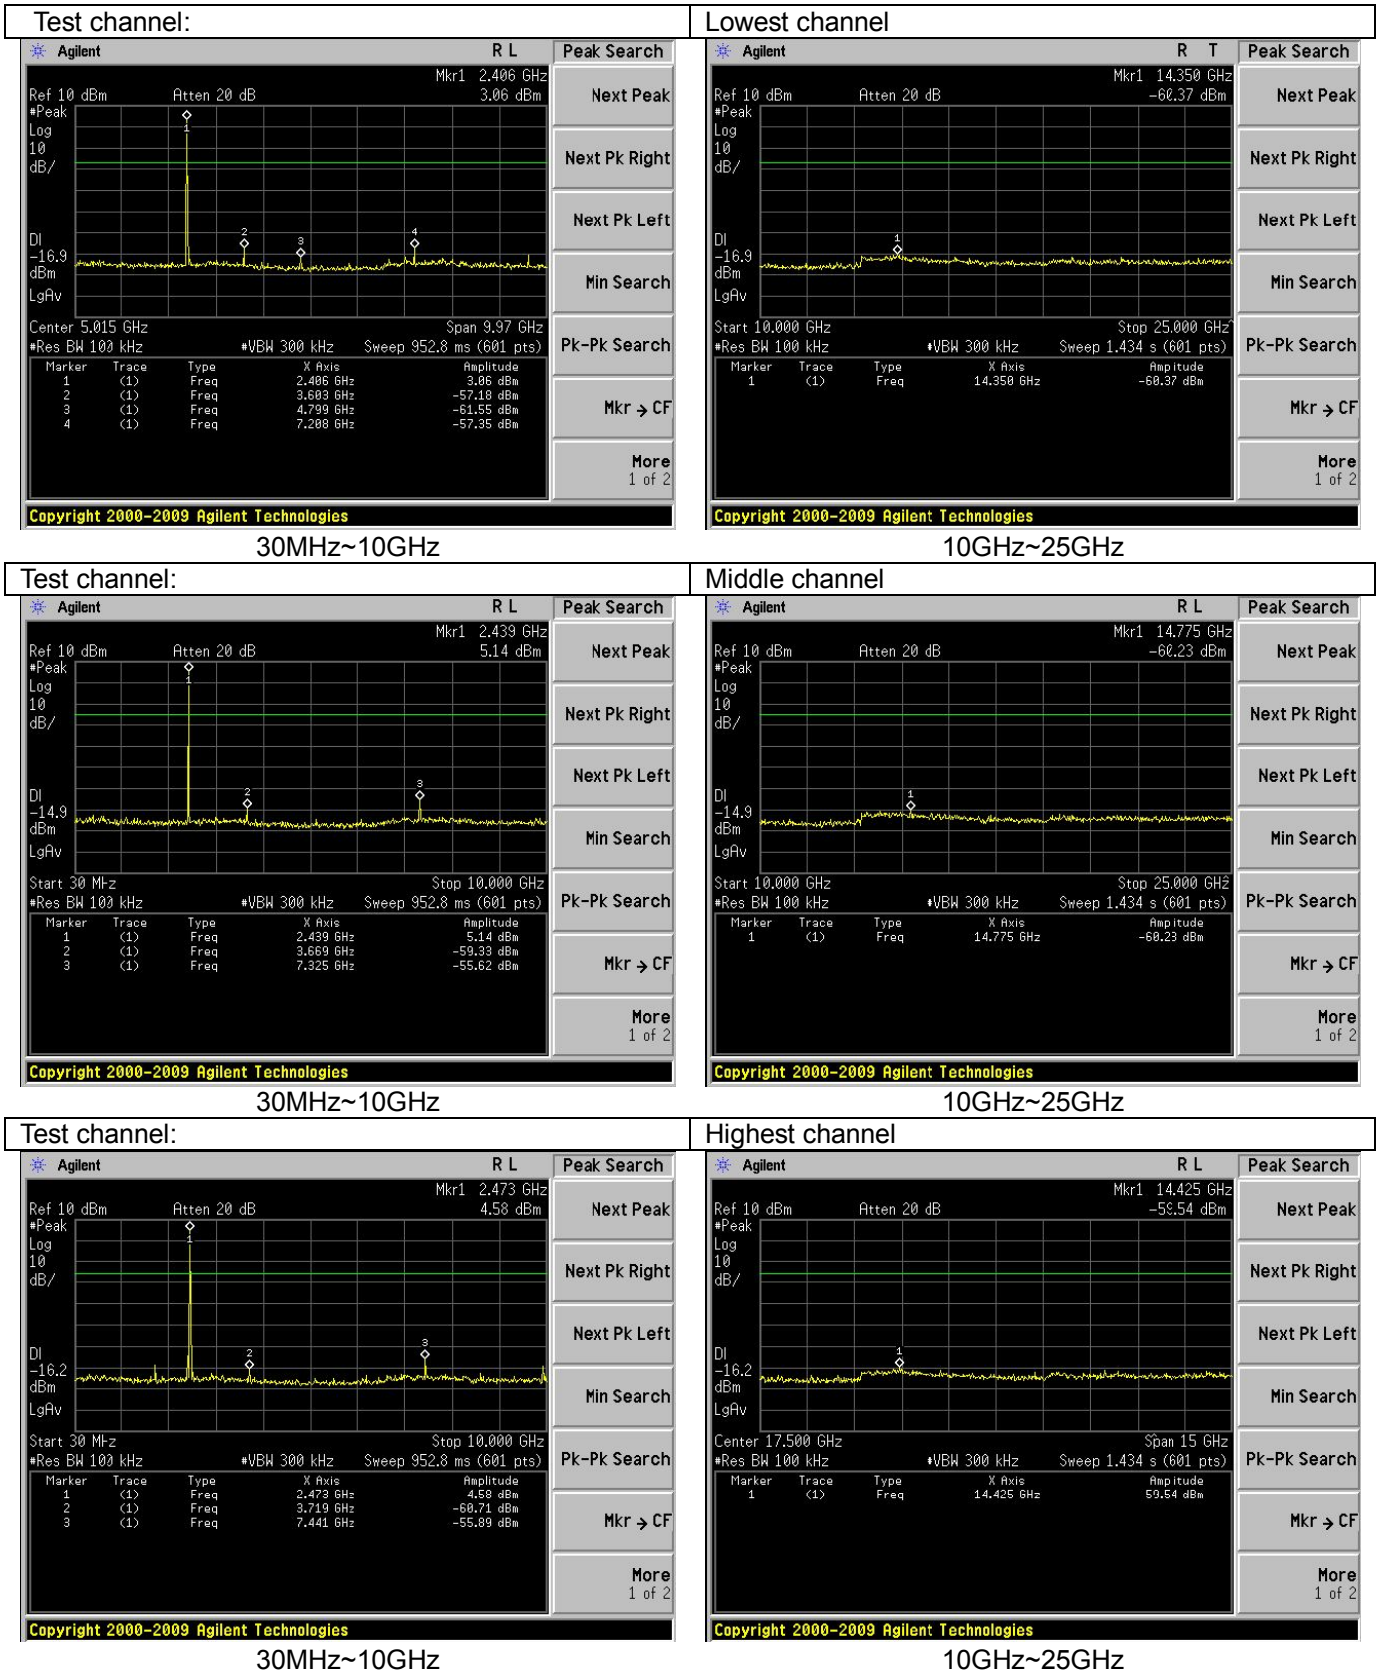 Test channel: Lowest channel
Agilent R L Peak Search
Mkr1 2.406 GHz
Ref 10 dBm Atten 20 dB 3.06 dBm
#Peak
Log
10
dB/
1
2
3
4
DI
-16.9
dBm
LgAv
Center 5.015 GHz Span 9.97 GHz
#Res BW 100 kHz #VBW 300 kHz Sweep 952.8 ms (601 pts)
Marker Trace Type X Axis Amplitude
1 (1) Freq 2.406 GHz 3.06 dBm
2 (1) Freq 3.603 GHz -57.18 dBm
3 (1) Freq 4.799 GHz -61.55 dBm
4 (1) Freq 7.208 GHz -57.35 dBm
Next Peak
Next Pk Right
Next Pk Left
Min Search
Pk-Pk Search
Mkr → CF
More
1 of 2
Copyright 2000-2009 Agilent Technologies
30MHz~10GHz
Agilent R T Peak Search
Mkr1 14.350 GHz
Ref 10 dBm Atten 20 dB -60.37 dBm
#Peak
Log
10
dB/
1
DI
-16.9
dBm
LgAv
Start 10.000 GHz Stop 25.000 GHz
#Res BW 100 kHz #VBW 300 kHz Sweep 1.434 s (601 pts)
Marker Trace Type X Axis Amplitude
1 (1) Freq 14.350 GHz -60.37 dBm
Next Peak
Next Pk Right
Next Pk Left
Min Search
Pk-Pk Search
Mkr → CF
More
1 of 2
Copyright 2000-2009 Agilent Technologies
10GHz~25GHz
Test channel: Middle channel
Agilent R L Peak Search
Mkr1 2.439 GHz
Ref 10 dBm Atten 20 dB 5.14 dBm
#Peak
Log
10
dB/
1
2
3
DI
-14.9
dBm
LgAv
Start 30 MHz Stop 10.000 GHz
#Res BW 100 kHz #VBW 300 kHz Sweep 952.8 ms (601 pts)
Marker Trace Type X Axis Amplitude
1 (1) Freq 2.439 GHz 5.14 dBm
2 (1) Freq 3.669 GHz -59.33 dBm
3 (1) Freq 7.325 GHz -55.62 dBm
Next Peak
Next Pk Right
Next Pk Left
Min Search
Pk-Pk Search
Mkr → CF
More
1 of 2
Copyright 2000-2009 Agilent Technologies
30MHz~10GHz
Agilent R L Peak Search
Mkr1 14.775 GHz
Ref 10 dBm Atten 20 dB -60.23 dBm
#Peak
Log
10
dB/
1
DI
-14.9
dBm
LgAv
Start 10.000 GHz Stop 25.000 GHz
#Res BW 100 kHz #VBW 300 kHz Sweep 1.434 s (601 pts)
Marker Trace Type X Axis Amplitude
1 (1) Freq 14.775 GHz -60.23 dBm
Next Peak
Next Pk Right
Next Pk Left
Min Search
Pk-Pk Search
Mkr → CF
More
1 of 2
Copyright 2000-2009 Agilent Technologies
10GHz~25GHz
Test channel: Highest channel
Agilent R L Peak Search
Mkr1 2.473 GHz
Ref 10 dBm Atten 20 dB 4.58 dBm
#Peak
Log
10
dB/
1
2
3
DI
-16.2
dBm
LgAv
Start 30 MHz Stop 10.000 GHz
#Res BW 100 kHz #VBW 300 kHz Sweep 952.8 ms (601 pts)
Marker Trace Type X Axis Amplitude
1 (1) Freq 2.473 GHz 4.58 dBm
2 (1) Freq 3.719 GHz -60.71 dBm
3 (1) Freq 7.441 GHz -55.89 dBm
Next Peak
Next Pk Right
Next Pk Left
Min Search
Pk-Pk Search
Mkr → CF
More
1 of 2
Copyright 2000-2009 Agilent Technologies
30MHz~10GHz
Agilent R L Peak Search
Mkr1 14.425 GHz
Ref 10 dBm Atten 20 dB -59.54 dBm
#Peak
Log
10
dB/
1
DI
-16.2
dBm
LgAv
Center 17.500 GHz Span 15 GHz
#Res BW 100 kHz #VBW 300 kHz Sweep 1.434 s (601 pts)
Marker Trace Type X Axis Amplitude
1 (1) Freq 14.425 GHz 59.54 dBm
Next Peak
Next Pk Right
Next Pk Left
Min Search
Pk-Pk Search
Mkr → CF
More
1 of 2
Copyright 2000-2009 Agilent Technologies
10GHz~25GHz